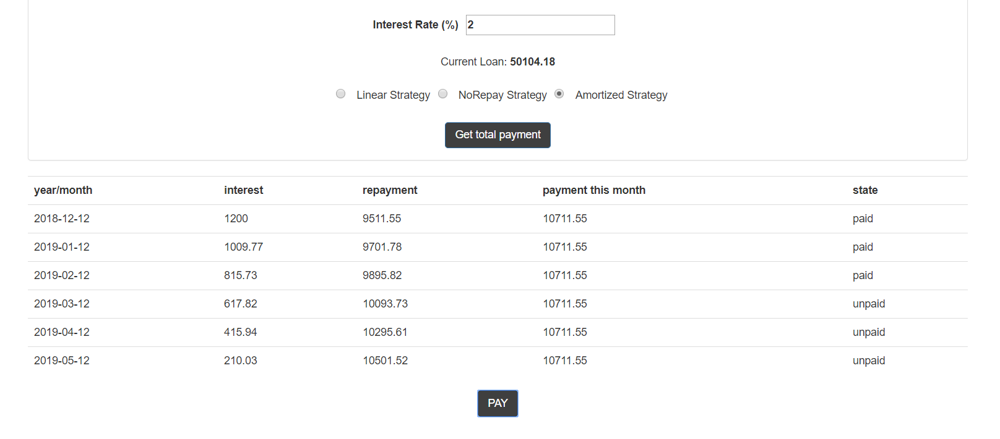 Interest Rate (%) 2
Current Loan: 50104.18
Linear Strategy NoRepay Strategy Amortized Strategy
Get total payment
year/month interest repayment payment this month state
2018-12-12 1200 9511.55 10711.55 paid
2019-01-12 1009.77 9701.78 10711.55 paid
2019-02-12 815.73 9895.82 10711.55 paid
2019-03-12 617.82 10093.73 10711.55 unpaid
2019-04-12 415.94 10295.61 10711.55 unpaid
2019-05-12 210.03 10501.52 10711.55 unpaid
PAY